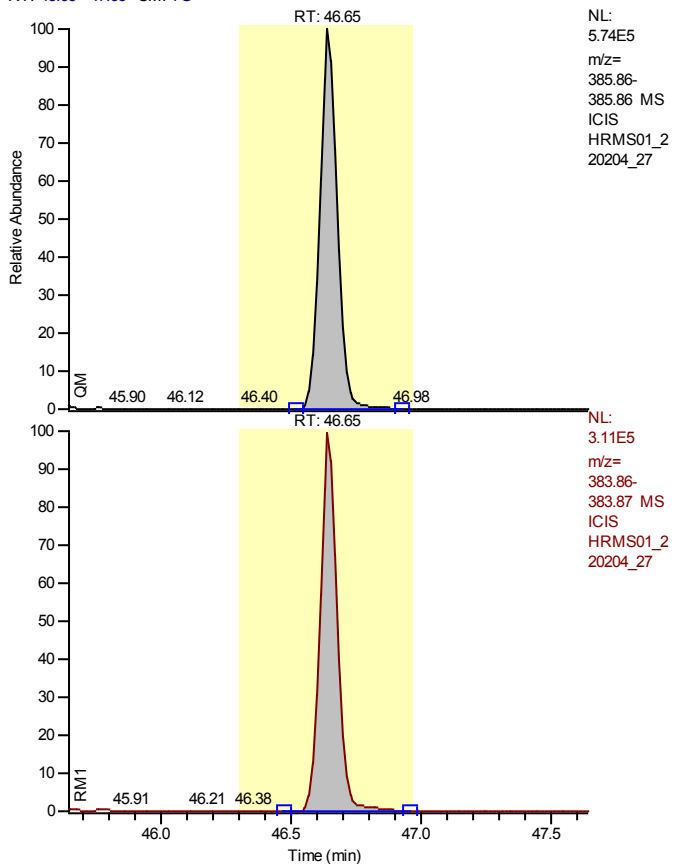 RT: 46.65
NL:
5.74E5
m/z=
385.86-
385.86 MS
ICIS
HRMS01_2
20204_27
100
90
80
70
60
50
40
30
20
10
0
Relative Abundance
QM
45.90 46.12 46.40 46.98
RT: 46.65
NL:
3.11E5
m/z=
383.86-
383.87 MS
ICIS
HRMS01_2
20204_27
100
90
80
70
60
50
40
30
20
10
0
RM1
45.91 46.21 46.38
46.0 46.5 47.0 47.5
Time (min)